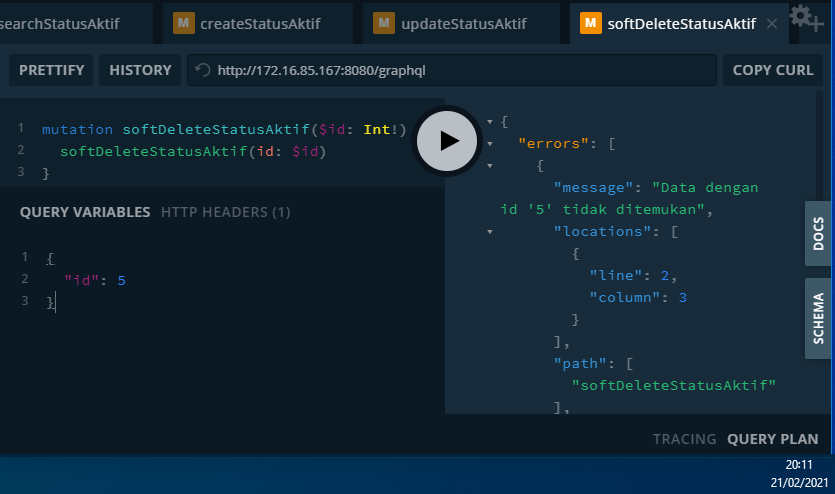 searchStatusAktif
M createStatusAktif
M updateStatusAktif
M softDeleteStatusAktif
PRETTIFY
HISTORY
http://172.16.85.167:8080/graphql
COPY CURL
1 mutation softDeleteStatusAktif($id: Int!)
2 softDeleteStatusAktif(id: $id)
3 }
QUERY VARIABLES HTTP HEADERS (1)
1 {
2 "id": 5
3 }
{
"errors": [
{
"message": "Data dengan
id '5' tidak ditemukan",
"locations": [
{
"line": 2,
"column": 3
}
],
"path": [
"softDeleteStatusAktif"
],
DOCS
SCHEMA
TRACING QUERY PLAN
20:11
21/02/2021